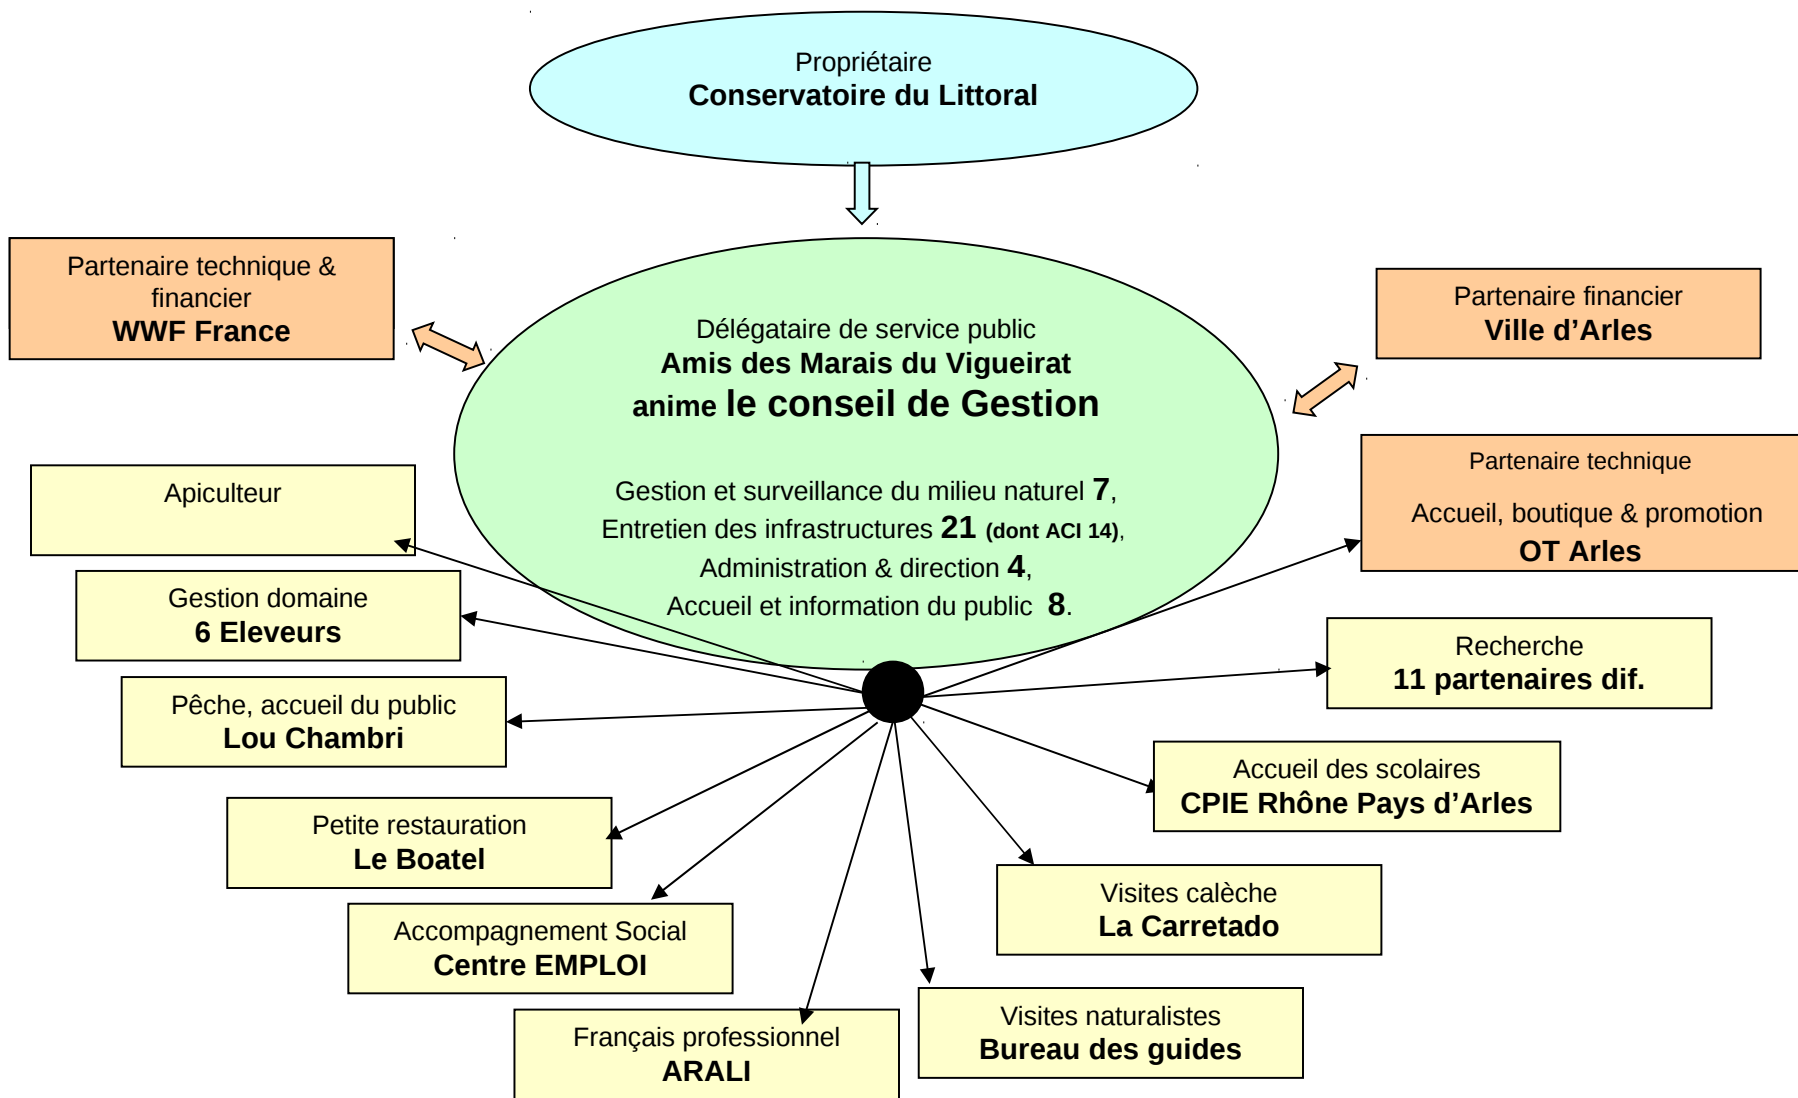 Propriétaire
Conservatoire du Littoral
Partenaire technique &
financier
WWF France
Partenaire financier
Ville d’Arles
Délégataire de service public
Amis des Marais du Vigueirat
anime le conseil de Gestion
Gestion et surveillance du milieu naturel 7,
Entretien des infrastructures 21 (dont ACI 14),
Administration & direction 4,
Accueil et information du public 8.
Partenaire technique
Accueil, boutique & promotion
OT Arles
Apiculteur
Gestion domaine
6 Eleveurs
Pêche, accueil du public
Lou Chambri
Petite restauration
Le Boatel
Accompagnement Social
Centre EMPLOI
Français professionnel
ARALI
Visites naturalistes
Bureau des guides
Visites calèche
La Carretado
Accueil des scolaires
CPIE Rhône Pays d’Arles
Recherche
11 partenaires dif.